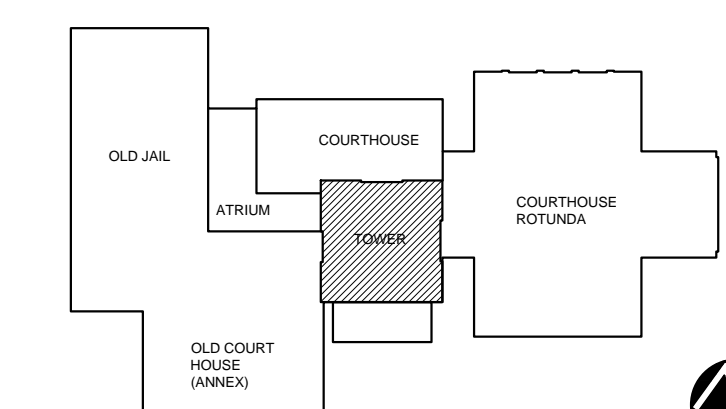 COURTHOUSE
OLD JAIL
COURTHOUSE
ROTUNDA
ATRIUM
TOWER
OLD COURT
HOUSE
(ANNEX)